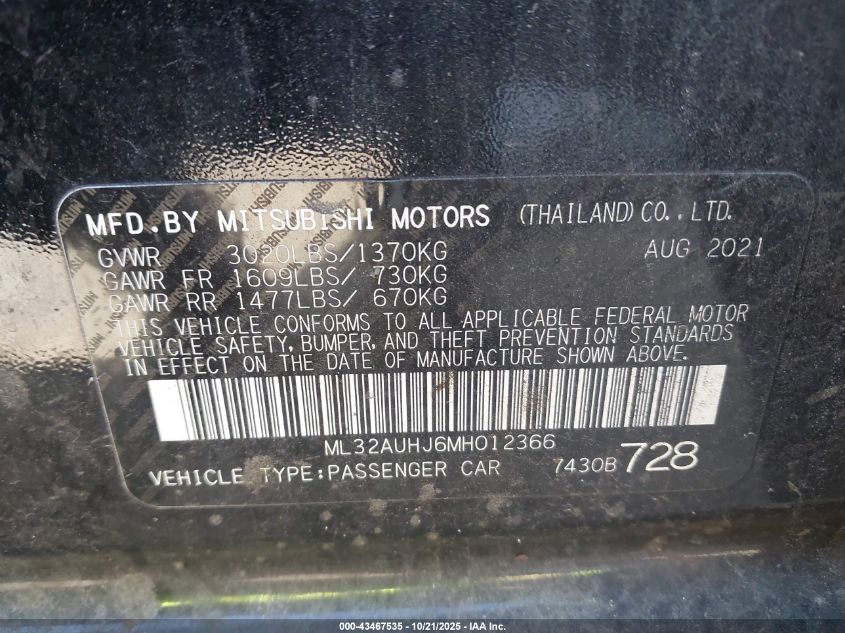 MFD.BY MITSUBISHI MOTORS (THAILAND)CO.,LTD.
GVWR 3020LBS/1370KG AUG 2021
GAWR FR 1609LBS/ 730KG
GAWR RR 1477LBS/ 670KG
THIS VEHICLE CONFORMS TO ALL APPLICABLE FEDERAL MOTOR
VEHICLE SAFETY, BUMPER, AND THEFT PREVENTION STANDARDS
IN EFFECT ON THE DATE OF MANUFACTURE SHOWN ABOVE.
ML32AUHJ6MH012366
VEHICLE TYPE:PASSENGER CAR 7430B 728
000-43467535 - 10/21/2025 - IAA Inc.